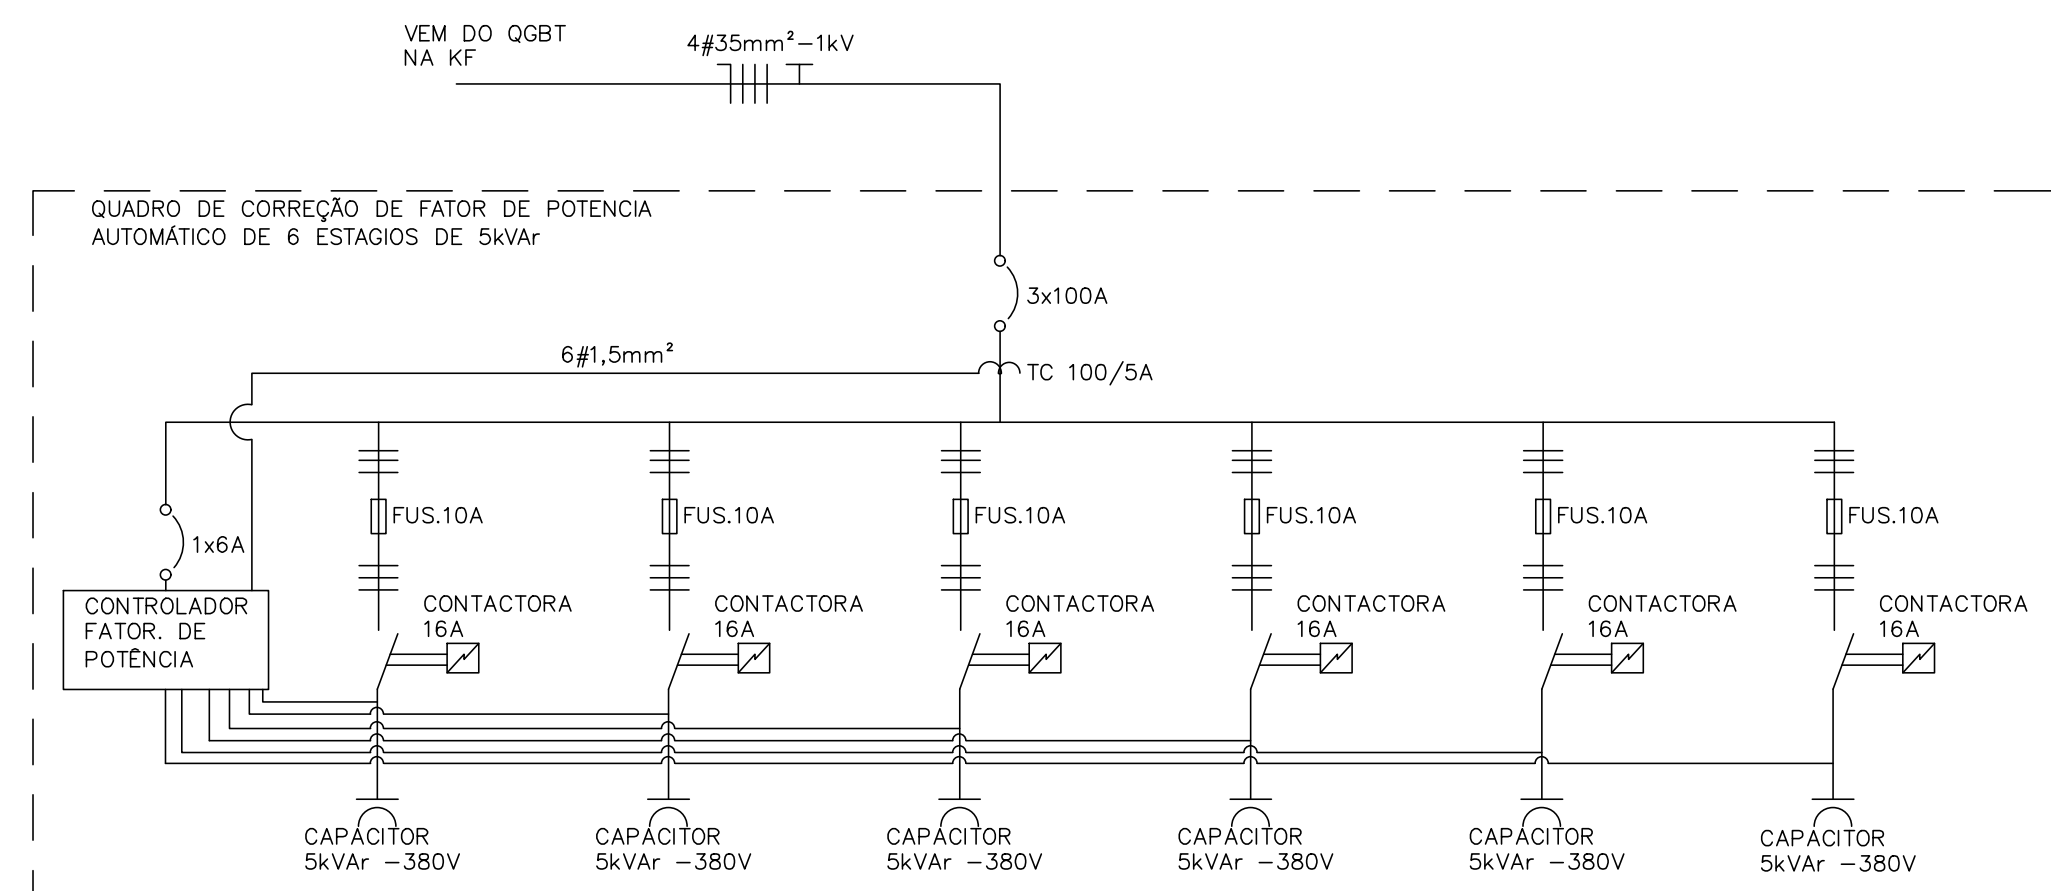 VEM DO QGBT
NA KF
4#35mm²-1kV
QUADRO DE CORREÇÃO DE FATOR DE POTENCIA
AUTOMÁTICO DE 6 ESTAGIOS DE 5kVAr
3x100A
6#1,5mm²
TC 100/5A
FUS.10A
FUS.10A
FUS.10A
FUS.10A
FUS.10A
FUS.10A
1x6A
CONTROLADOR
FATOR. DE
POTÊNCIA
CONTACTORA
16A
CONTACTORA
16A
CONTACTORA
16A
CONTACTORA
16A
CONTACTORA
16A
CONTACTORA
16A
CAPACITOR
5kVAr -380V
CAPACITOR
5kVAr -380V
CAPACITOR
5kVAr -380V
CAPACITOR
5kVAr -380V
CAPACITOR
5kVAr -380V
CAPACITOR
5kVAr -380V